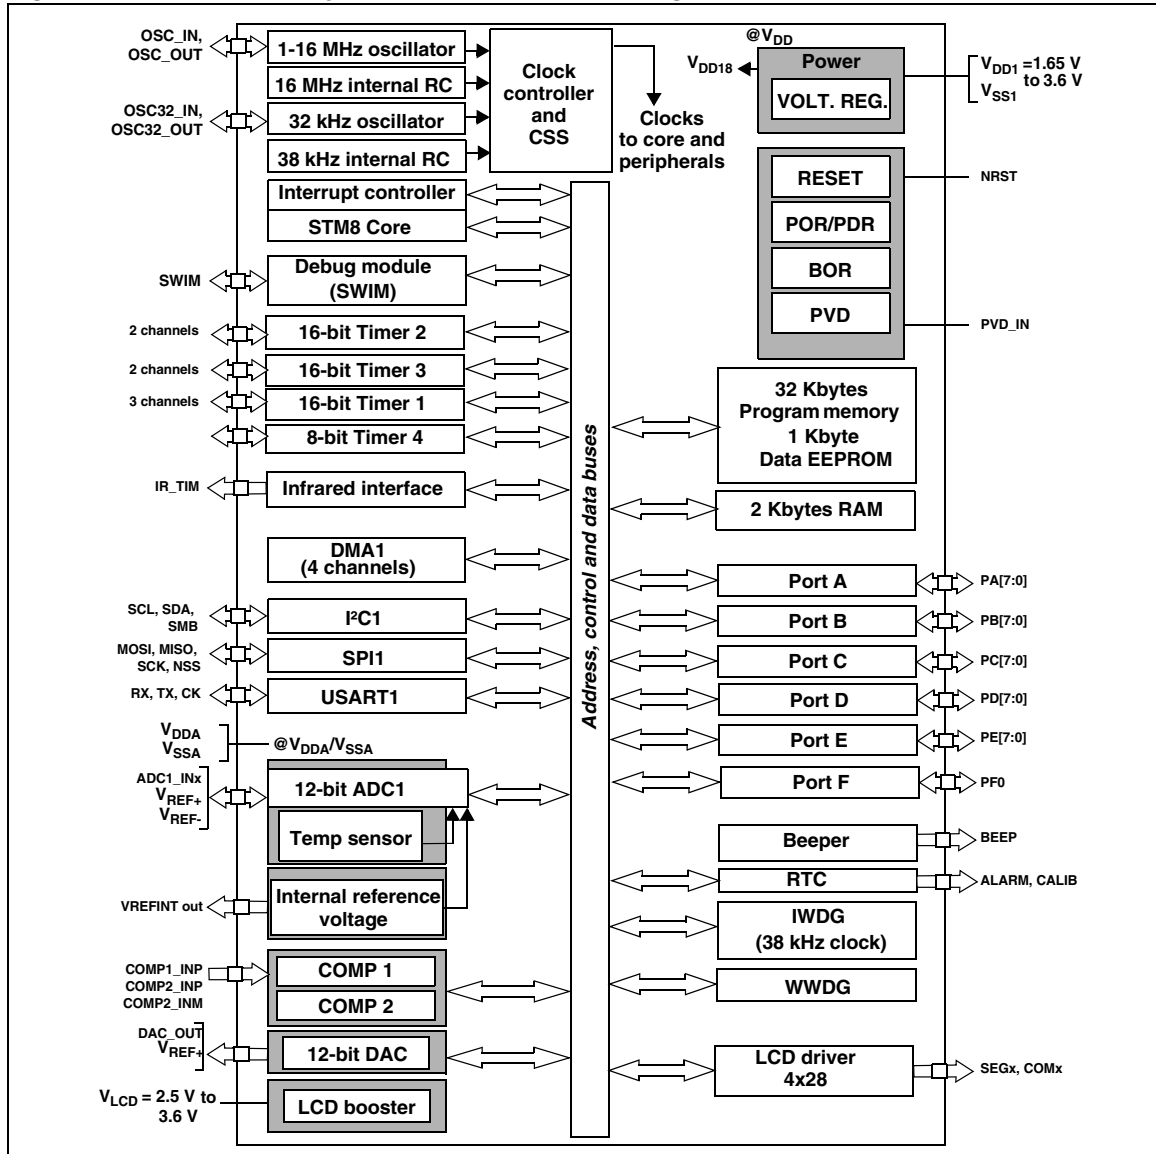 OSC_IN,
OSC_OUT
1-16 MHz oscillator
16 MHz internal RC
OSC32_IN,
OSC32_OUT
32 kHz oscillator
38 kHz internal RC
Clock
controller
and
CSS
Clocks
to core and
peripherals
@VDD
VDD18
Power
VOLT. REG.
VDD1 =1.65 V
to 3.6 V
VSS1
RESET
NRST
POR/PDR
BOR
PVD
PVD_IN
Interrupt controller
STM8 Core
SWIM
Debug module
(SWIM)
2 channels
16-bit Timer 2
2 channels
16-bit Timer 3
3 channels
16-bit Timer 1
8-bit Timer 4
IR_TIM
Infrared interface
DMA1
(4 channels)
SCL, SDA,
SMB
I²C1
MOSI, MISO,
SCK, NSS
SPI1
RX, TX, CK
USART1
VDDA
VSSA
@VDDA/VSSA
ADC1_INx
VREF+
VREF-
12-bit ADC1
Temp sensor
VREFINT out
Internal reference
voltage
COMP1_INP
COMP2_INP
COMP2_INM
COMP 1
COMP 2
DAC_OUT
VREF+
12-bit DAC
VLCD = 2.5 V to
3.6 V
LCD booster
Address, control and data buses
32 Kbytes
Program memory
1 Kbyte
Data EEPROM
2 Kbytes RAM
Port A
PA[7:0]
Port B
PB[7:0]
Port C
PC[7:0]
Port D
PD[7:0]
Port E
PE[7:0]
Port F
PF0
Beeper
BEEP
RTC
ALARM, CALIB
IWDG
(38 kHz clock)
WWDG
LCD driver
4x28
SEGx, COMx